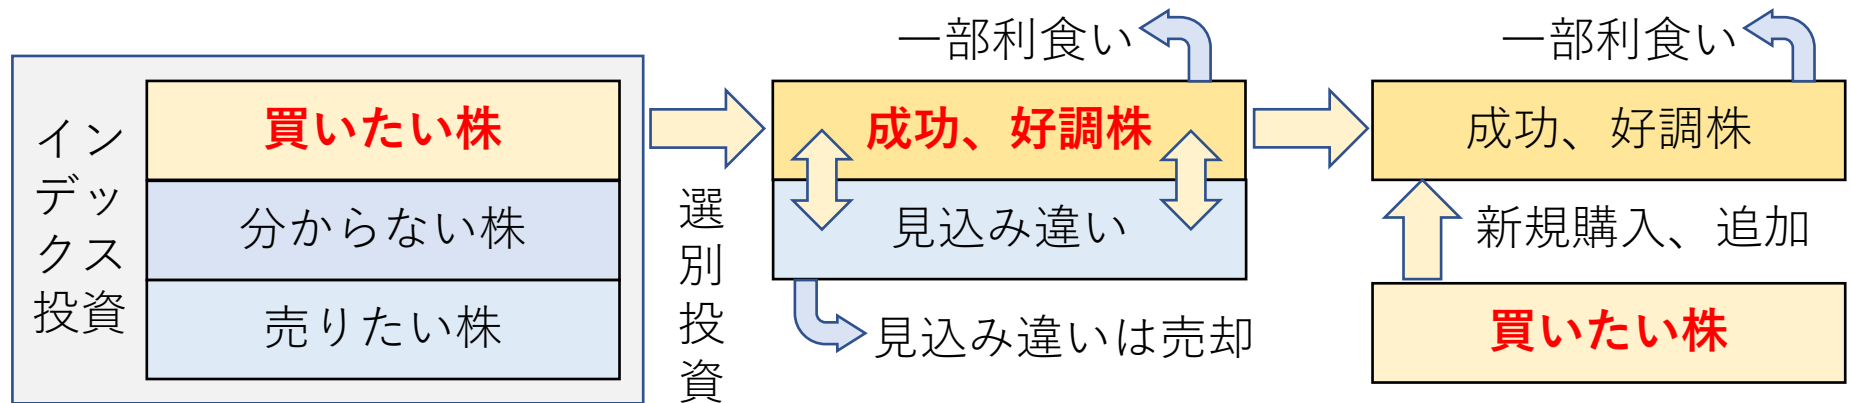 イン
デッ
クス
投資
買いたい株
分からない株
売りたい株
選別投資
一部利食い
成功、好調株
見込み違い
見込み違いは売却
一部利食い
成功、好調株
新規購入、追加
買いたい株